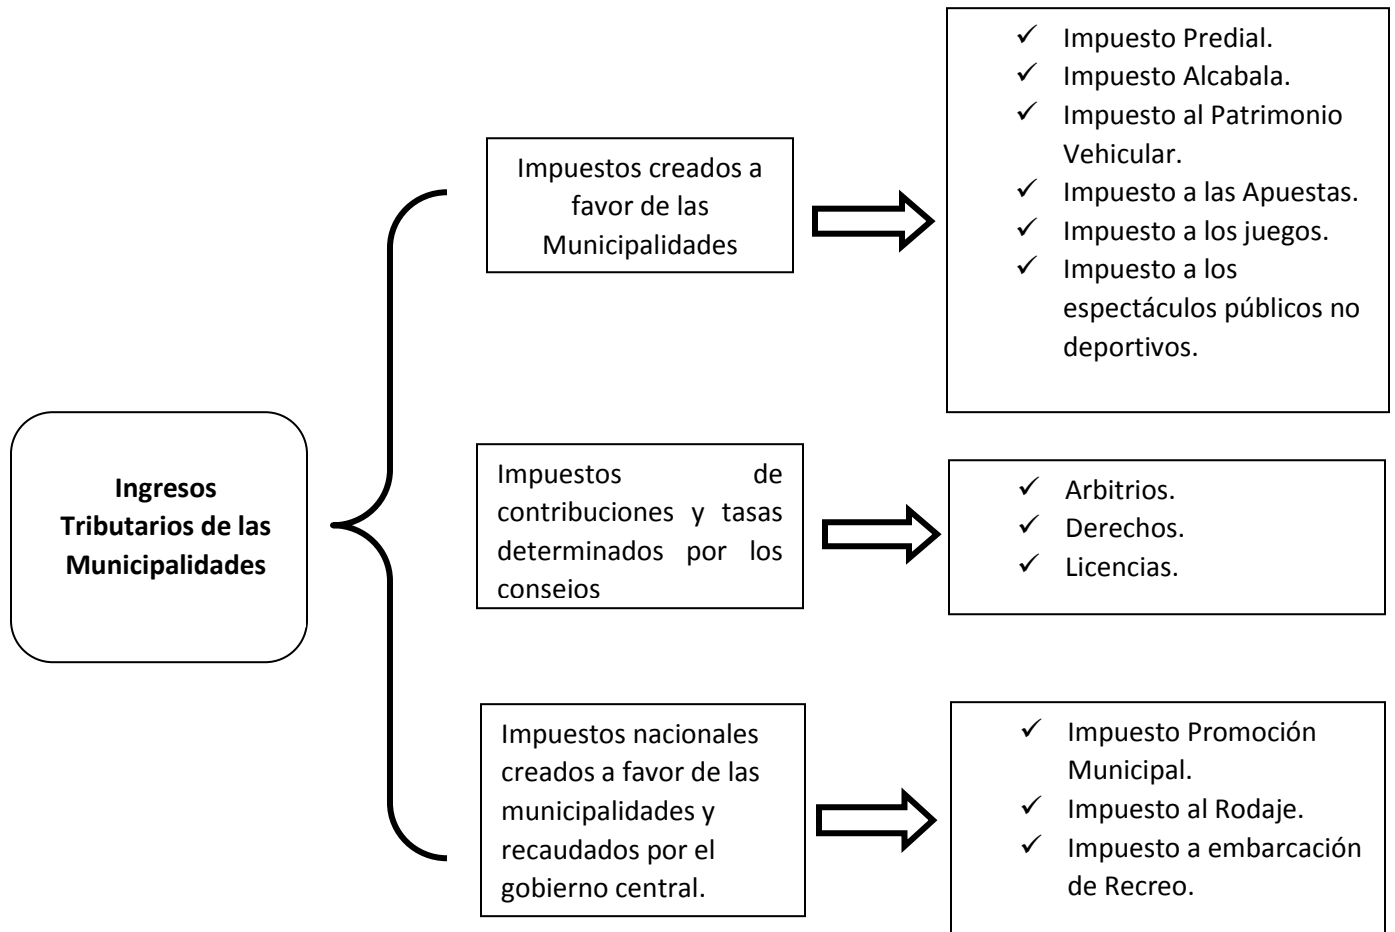 Ingresos
Tributarios de las
Municipalidades
Impuestos creados a
favor de las
Municipalidades
✓ Impuesto Predial.
✓ Impuesto Alcabala.
✓ Impuesto al Patrimonio
Vehicular.
✓ Impuesto a las Apuestas.
✓ Impuesto a los juegos.
✓ Impuesto a los
espectáculos públicos no
deportivos.
Impuestos de
contribuciones y tasas
determinados por los
consejos
✓ Arbitrios.
✓ Derechos.
✓ Licencias.
Impuestos nacionales
creados a favor de las
municipalidades y
recaudados por el
gobierno central.
✓ Impuesto Promoción
Municipal.
✓ Impuesto al Rodaje.
✓ Impuesto a embarcación
de Recreo.